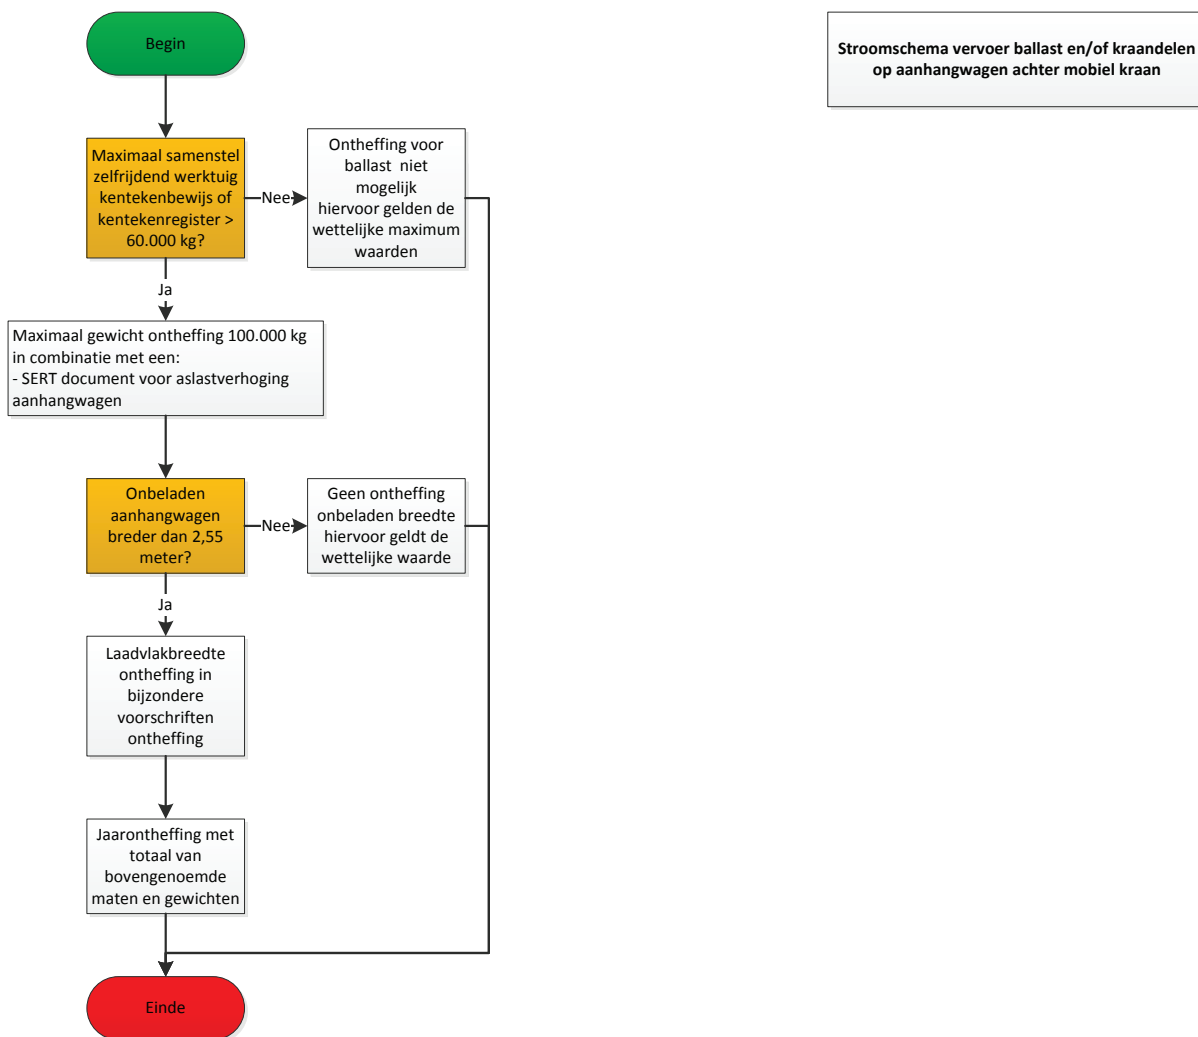 Begin
Stroomschema vervoer ballast en/of kraandelen
op aanhangwagen achter mobiel kraan
Maximaal samenstel
zelfrijdend werktuig
kentekenbewijs of
kentekenregister >
60.000 kg?
Nee
Ontheffing voor
ballast niet
mogelijk
hiervoor gelden de
wettelijke maximum
waarden
Ja
Maximaal gewicht ontheffing 100.000 kg
in combinatie met een:
- SERT document voor aslastverhoging
aanhangwagen
Onbeladen
aanhangwagen
breder dan 2,55
meter?
Nee
Geen ontheffing
onbeladen breedte
hiervoor geldt de
wettelijke waarde
Ja
Laadvlakbreedte
ontheffing in
bijzondere
voorschriften
ontheffing
Jaarontheffing met
totaal van
bovengenoemde
maten en gewichten
Einde